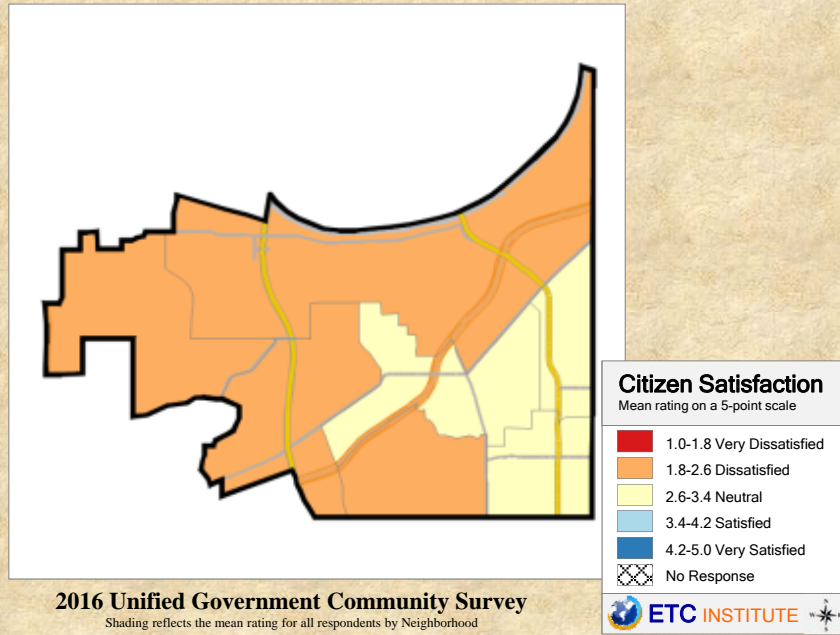 Citizen Satisfaction
Mean rating on a 5-point scale
1.0-1.8 Very Dissatisfied
1.8-2.6 Dissatisfied
2.6-3.4 Neutral
3.4-4.2 Satisfied
4.2-5.0 Very Satisfied
No Response
ETC INSTITUTE
2016 Unified Government Community Survey
Shading reflects the mean rating for all respondents by Neighborhood